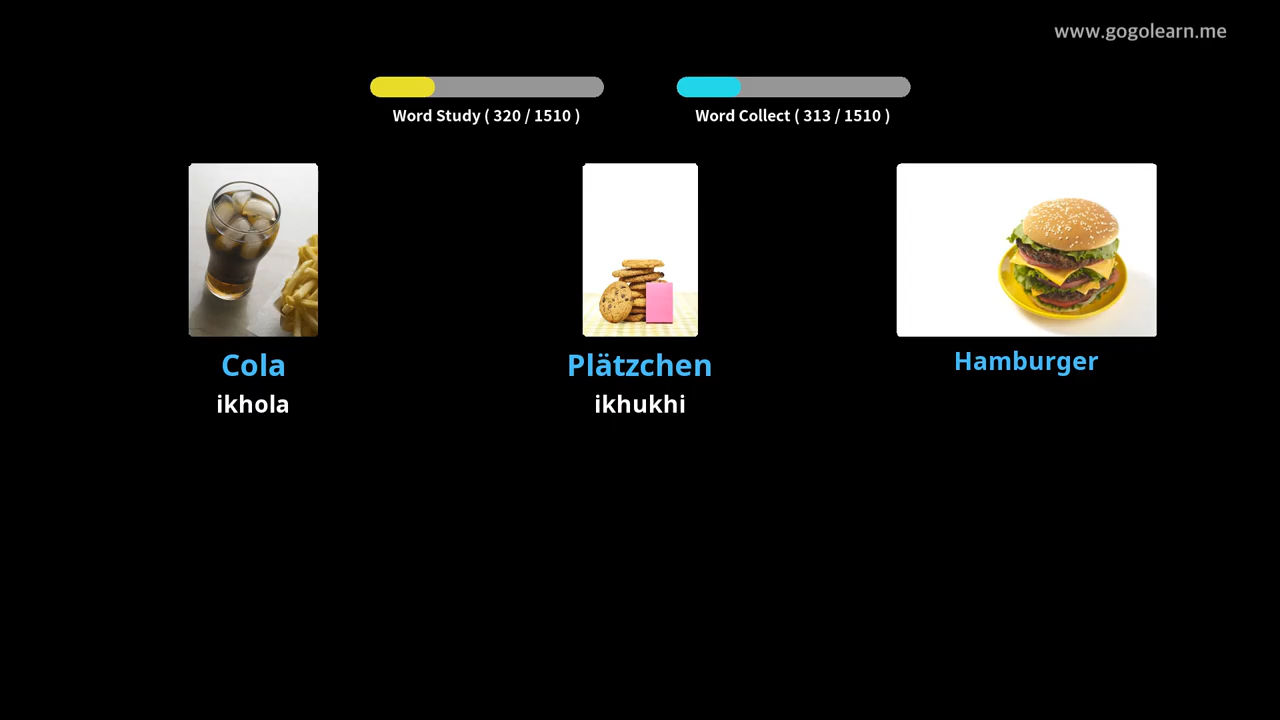 www.gogolearn.me
Word Study ( 320 / 1510 )
Word Collect ( 313 / 1510 )
Cola
Plätzchen
Hamburger
ikhola
ikhukhi